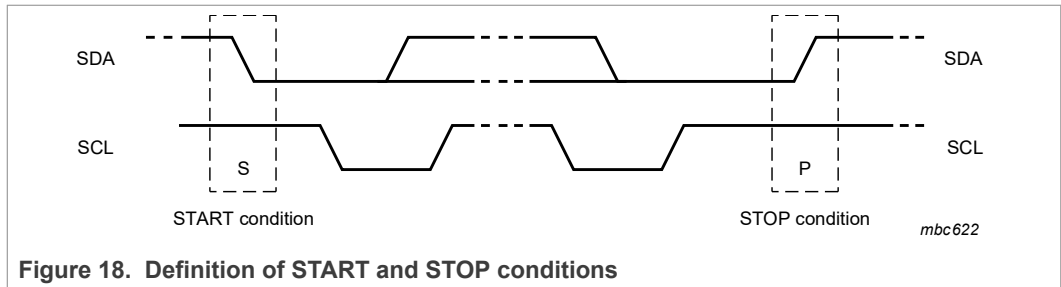 SDA
SDA
SCL
SCL
S
P
START condition
STOP condition
mbc622
Figure 18. Definition of START and STOP conditions